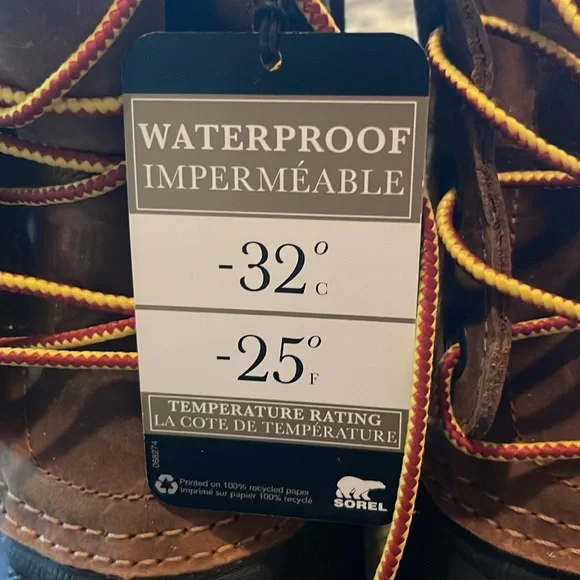 WATERPROOF
IMPERMÉABLE
-32° C
-25° F
TEMPERATURE RATING
LA COTE DE TEMPÉRATURE
068274
Printed on 100% recycled paper
Imprimé sur papier 100% recyclé
SOREL